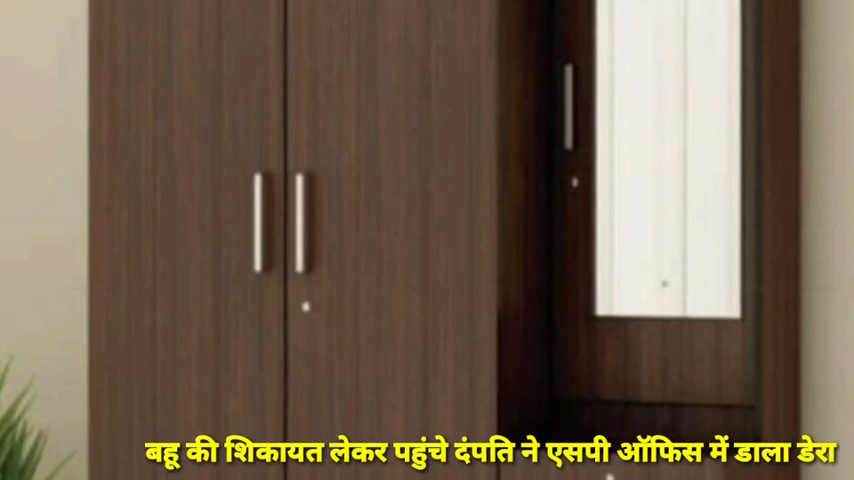 बहू की शिकायत लेकर पहुंचे दंपति ने एसपी ऑफिस में डाला डेरा